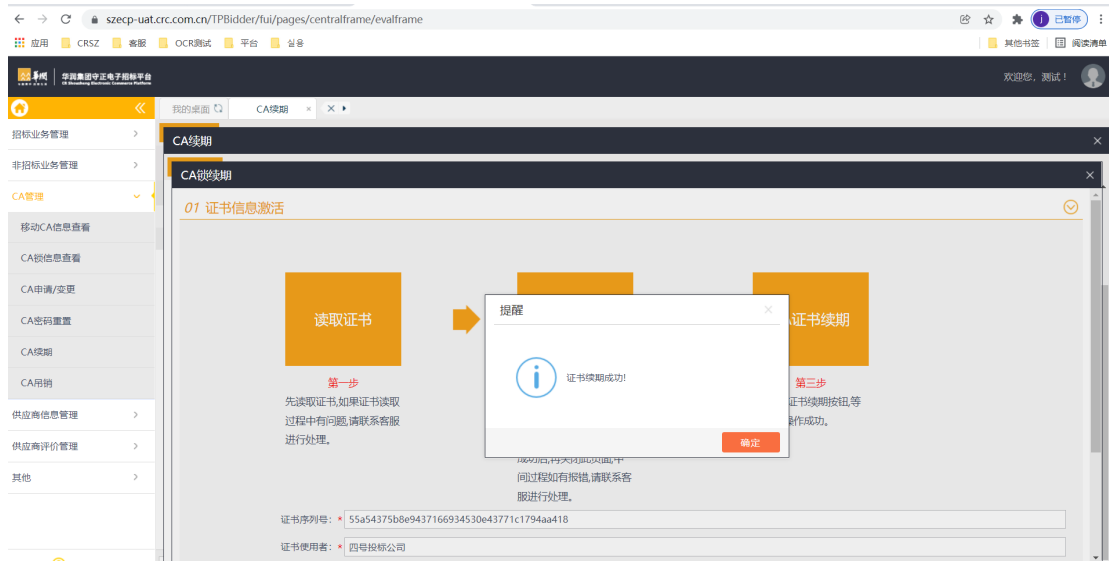 szecp-uat.crc.com.cn/TPBidder/fui/pages/centralframe/evalframe
j 已暂停
应用 CRSZ 客服 OCR测试 平台 실용 其他书签 阅读清单
华润集团守正电子招标平台
欢迎您，测试！
我的桌面 CA续期
招标业务管理
非招标业务管理
CA管理
移动CA信息查看
CA锁信息查看
CA申请/变更
CA密码重置
CA续期
CA吊销
供应商信息管理
供应商评价管理
其他
CA续期
CA锁续期
01 证书信息激活
读取证书
第一步
先读取证书,如果证书读取
过程中有问题,请联系客服
进行处理。
提醒
证书续期成功!
确定
成功后,再关闭此页面,中
间过程如有报错,请联系客
服进行处理。
证书续期
第三步
证书续期按钮,等
操作成功。
证书序列号：* 55a54375b8e9437166934530e43771c1794aa418
证书使用者：* 四号投标公司